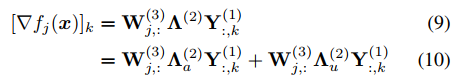 [∇f_j(x)]_k = W^{(3)}_{j,:} Λ^{(2)} Y^{(1)}_{:,k} (9)
= W^{(3)}_{j,:} Λ^{(2)}_a Y^{(1)}_{:,k} + W^{(3)}_{j,:} Λ^{(2)}_u Y^{(1)}_{:,k} (10)